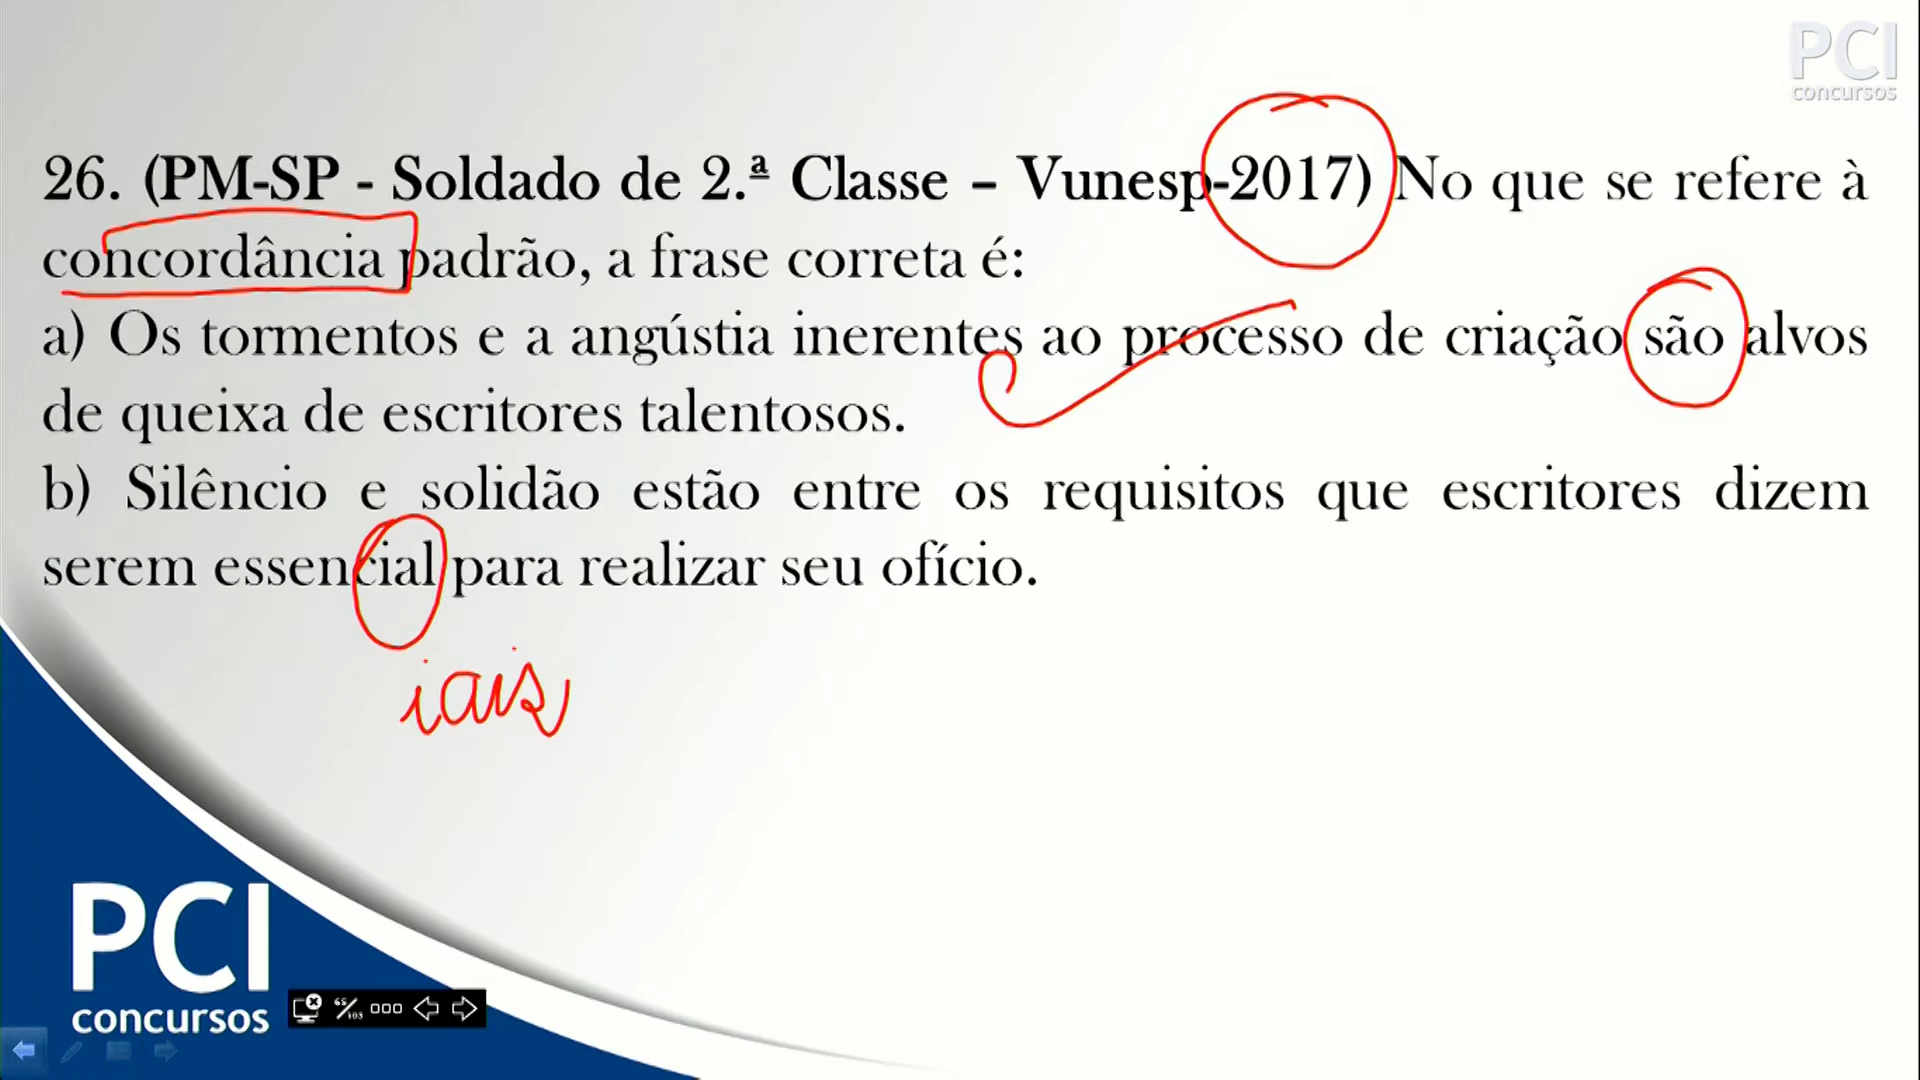 PCI
concursos
26. (PM-SP - Soldado de 2.ª Classe – Vunesp-2017) No que se refere à
concordância padrão, a frase correta é:
a) Os tormentos e a angústia inerentes ao processo de criação são alvos
de queixa de escritores talentosos.
b) Silêncio e solidão estão entre os requisitos que escritores dizem
serem essencial para realizar seu ofício.
iais
PCI
concursos
65/103